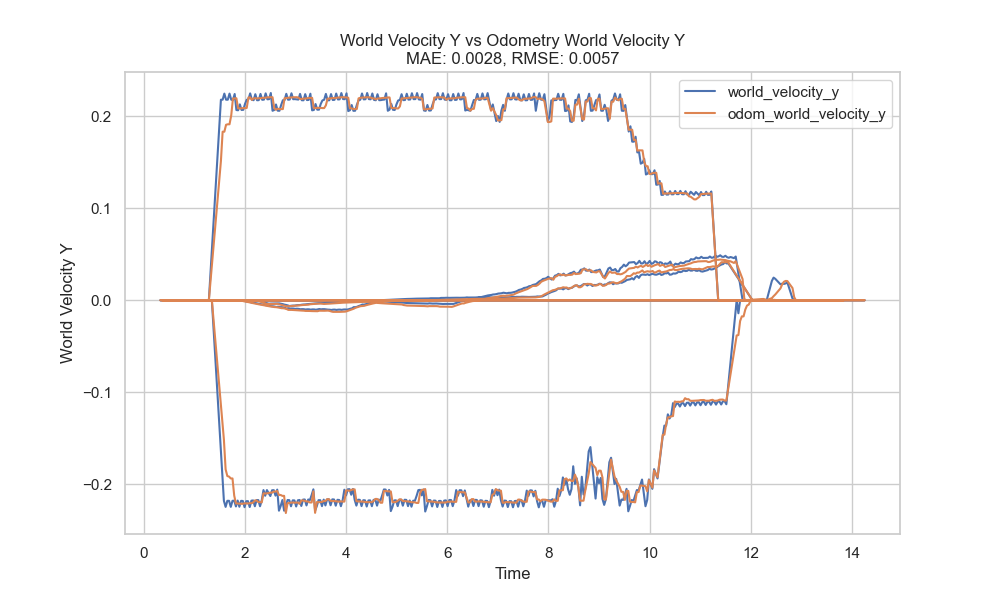 World Velocity Y vs Odometry World Velocity Y
MAE: 0.0028, RMSE: 0.0057
world_velocity_y
odom_world_velocity_y
World Velocity Y
0.2
0.1
0.0
−0.1
−0.2
0 2 4 6 8 10 12 14
Time